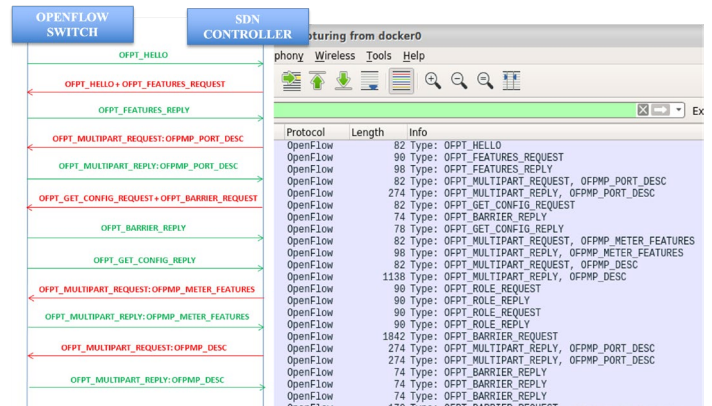 OPENFLOW
SWITCH
SDN
CONTROLLER
OFPT_HELLO
OFPT_HELLO + OFPT_FEATURES_REQUEST
OFPT_FEATURES_REPLY
OFPT_MULTIPART_REQUEST: OFPMP_PORT_DESC
OFPT_MULTIPART_REPLY: OFPMP_PORT_DESC
OFPT_GET_CONFIG_REQUEST + OFPT_BARRIER_REQUEST
OFPT_BARRIER_REPLY
OFPT_GET_CONFIG_REPLY
OFPT_MULTIPART_REQUEST: OFPMP_METER_FEATURES
OFPT_MULTIPART_REPLY: OFPMP_METER_FEATURES
OFPT_MULTIPART_REQUEST: OFPMP_DESC
OFPT_MULTIPART_REPLY: OFPMP_DESC
pturing from docker0
phony Wireless Tools Help
Ex
Protocol Length Info
OpenFlow 82 Type: OFPT_HELLO
OpenFlow 90 Type: OFPT_FEATURES_REQUEST
OpenFlow 98 Type: OFPT_FEATURES_REPLY
OpenFlow 82 Type: OFPT_MULTIPART_REQUEST, OFPMP_PORT_DESC
OpenFlow 274 Type: OFPT_MULTIPART_REPLY, OFPMP_PORT_DESC
OpenFlow 82 Type: OFPT_GET_CONFIG_REQUEST
OpenFlow 74 Type: OFPT_BARRIER_REPLY
OpenFlow 78 Type: OFPT_GET_CONFIG_REPLY
OpenFlow 82 Type: OFPT_MULTIPART_REQUEST, OFPMP_METER_FEATURES
OpenFlow 98 Type: OFPT_MULTIPART_REPLY, OFPMP_METER_FEATURES
OpenFlow 82 Type: OFPT_MULTIPART_REQUEST, OFPMP_DESC
OpenFlow 1138 Type: OFPT_MULTIPART_REPLY, OFPMP_DESC
OpenFlow 90 Type: OFPT_ROLE_REQUEST
OpenFlow 90 Type: OFPT_ROLE_REPLY
OpenFlow 90 Type: OFPT_ROLE_REQUEST
OpenFlow 90 Type: OFPT_ROLE_REPLY
OpenFlow 1842 Type: OFPT_BARRIER_REQUEST
OpenFlow 274 Type: OFPT_MULTIPART_REPLY, OFPMP_PORT_DESC
OpenFlow 274 Type: OFPT_MULTIPART_REPLY, OFPMP_PORT_DESC
OpenFlow 74 Type: OFPT_BARRIER_REPLY
OpenFlow 74 Type: OFPT_BARRIER_REPLY
OpenFlow 74 Type: OFPT_BARRIER_REPLY